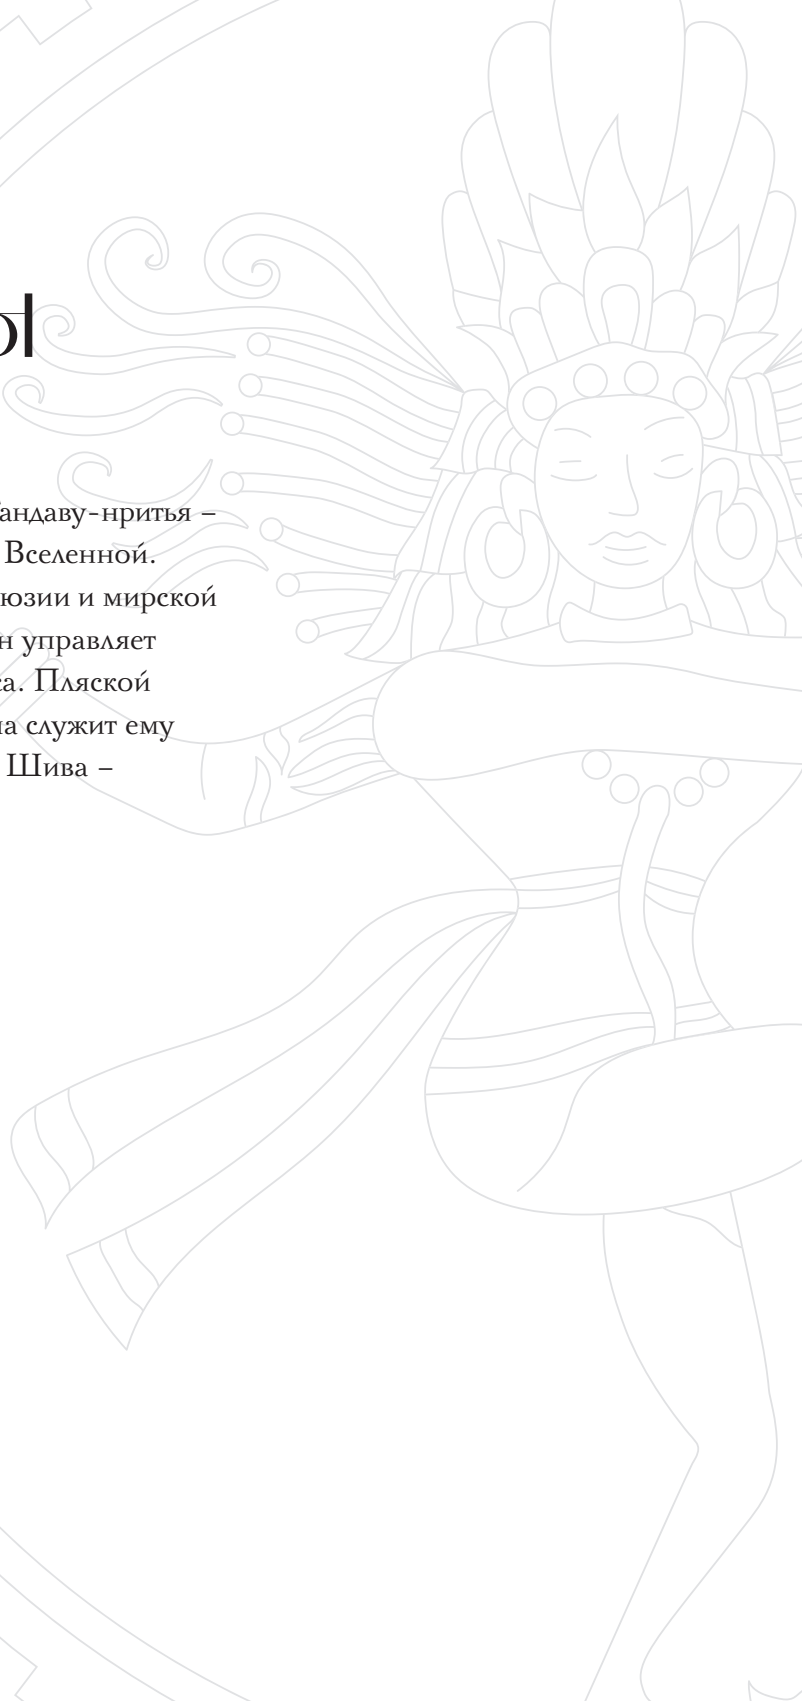 андаву-нритья –
Вселенной.
юзии и мирской
н управляет
а. Пляской
а служит ему
Шива –